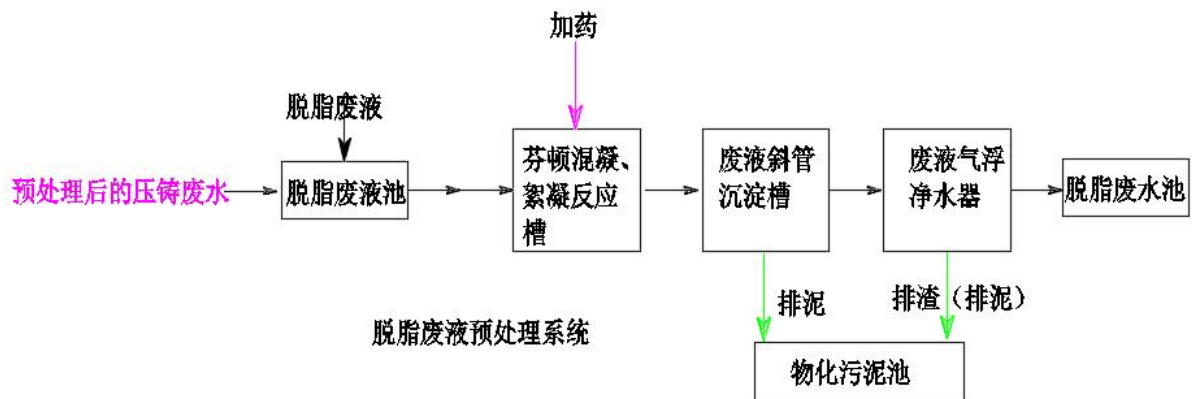 加药
脱脂废液
预处理后的压铸废水
脱脂废液池
芬顿混凝、
絮凝反应
槽
废液斜管
沉淀槽
废液气浮
净水器
脱脂废水池
排泥
排渣（排泥）
脱脂废液预处理系统
物化污泥池